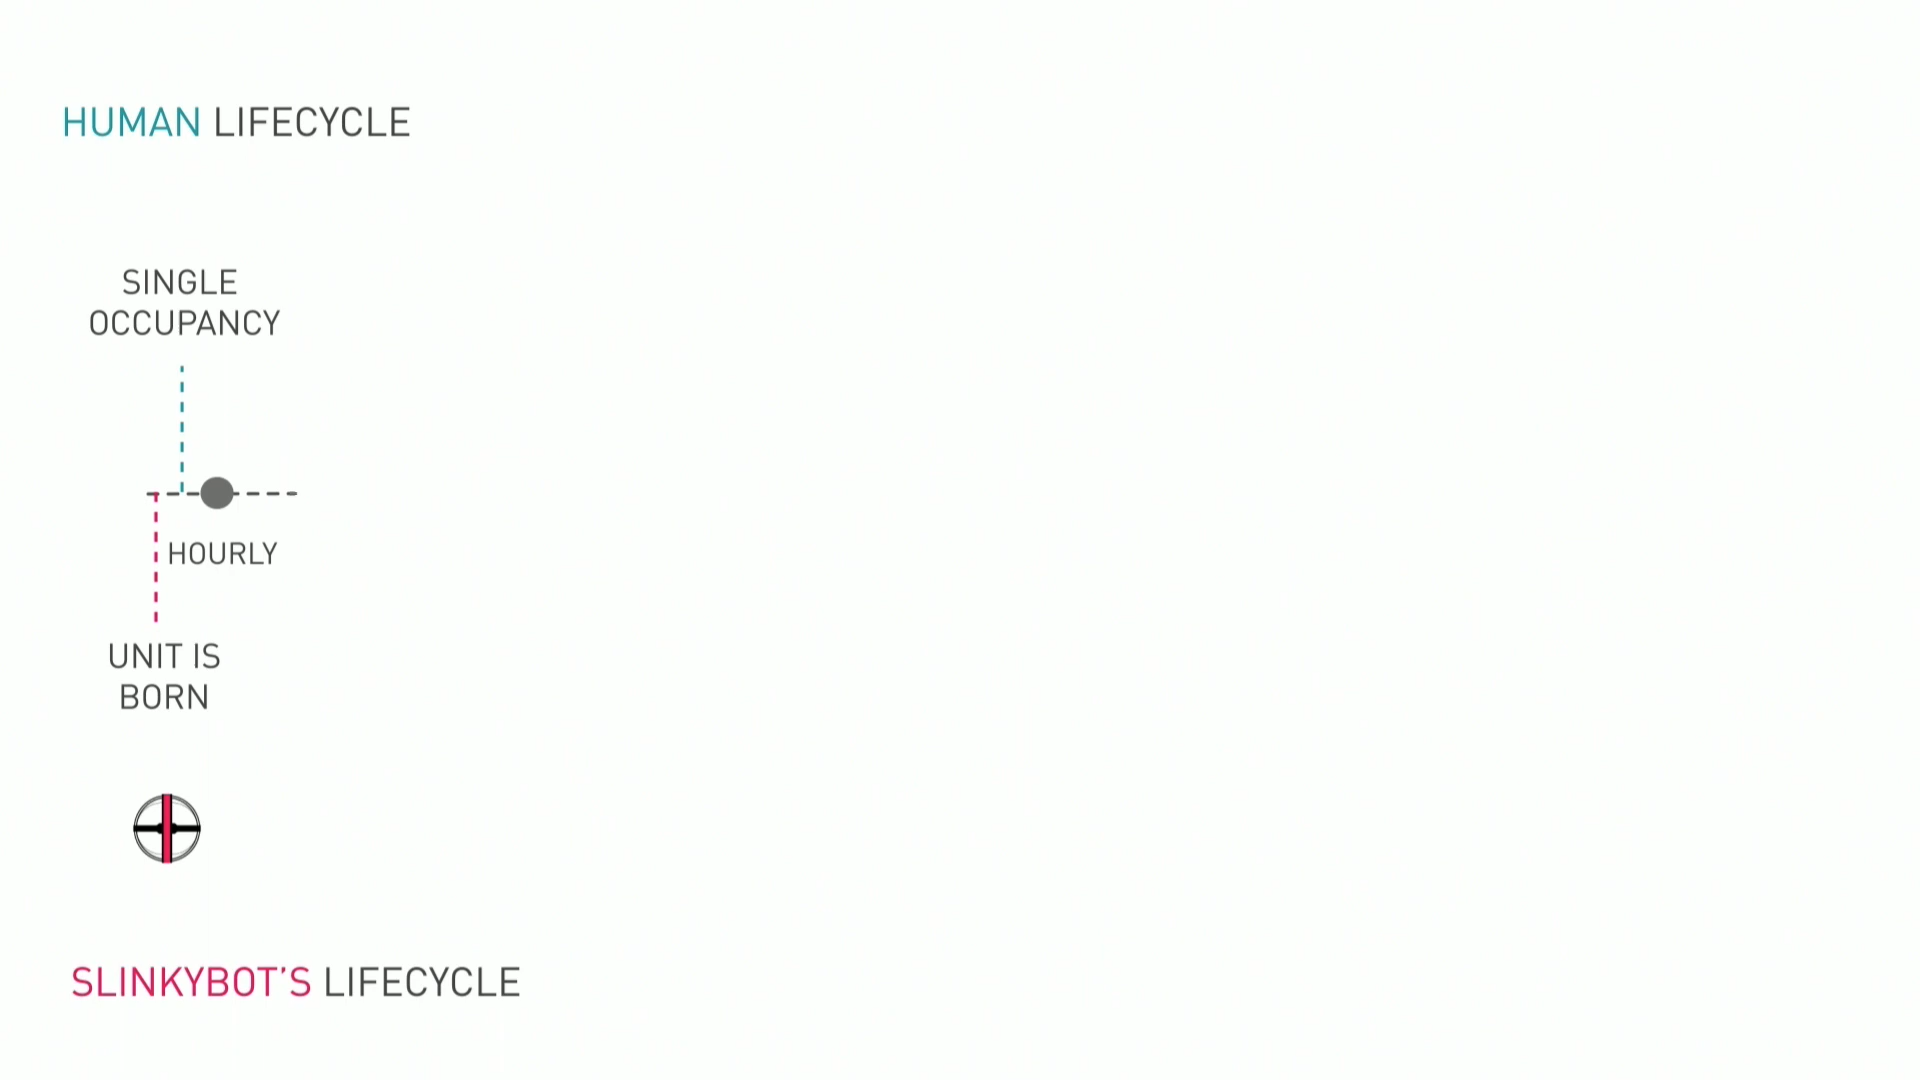 HUMAN LIFECYCLE
SINGLE
OCCUPANCY
HOURLY
UNIT IS
BORN
SLINKYBOT'S LIFECYCLE